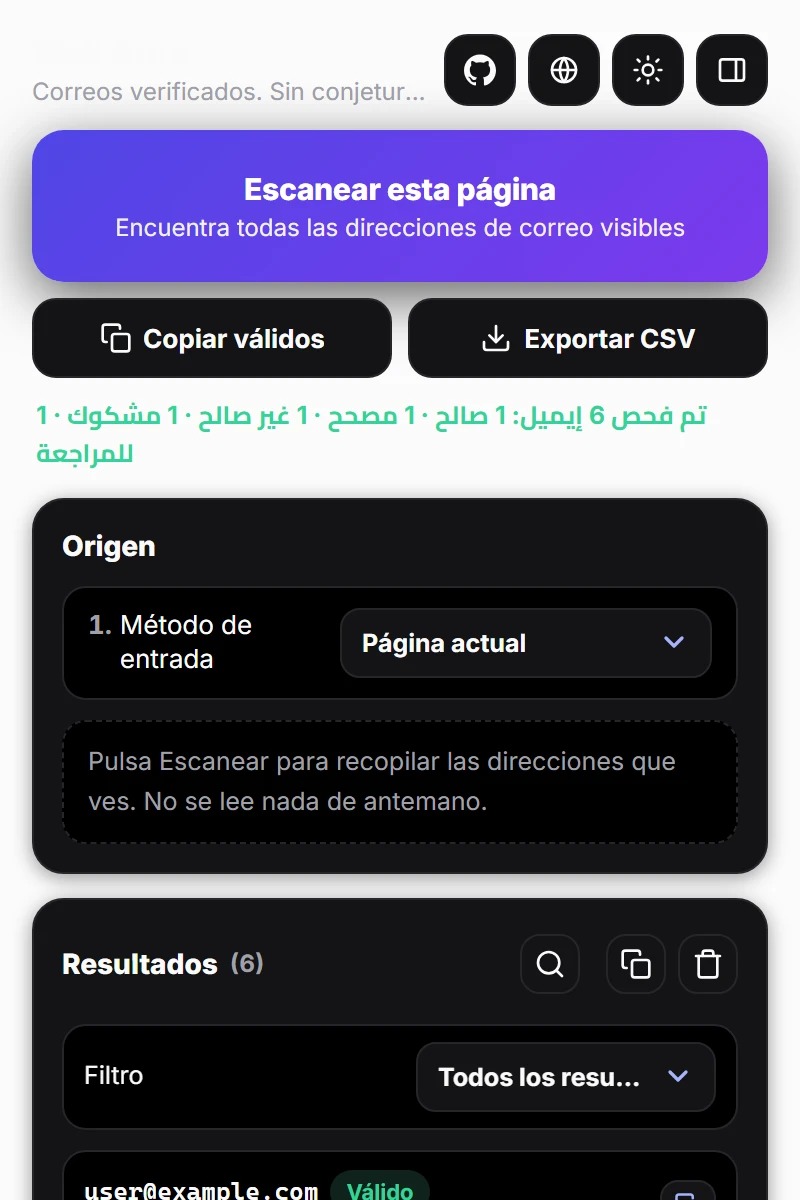 Correos verificados. Sin conjetur...
Escanear esta página
Encuentra todas las direcciones de correo visibles
Copiar válidos
Exportar CSV
تم فحص 6 إيميل: 1 صالح · 1 مصحح · 1 غير صالح · 1 مشكوك · 1
للمراجعة
Origen
1. Método de
entrada
Página actual
Pulsa Escanear para recopilar las direcciones que
ves. No se lee nada de antemano.
Resultados (6)
Filtro
Todos los resu...
user@example.com Válido